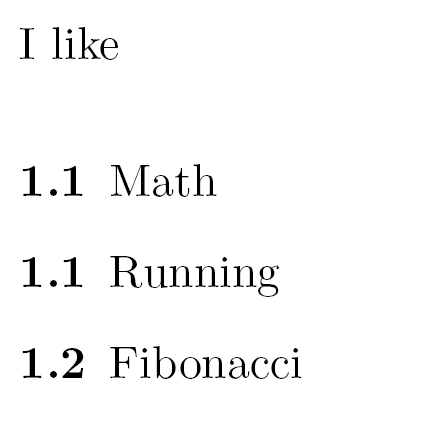 I like
1.1 Math
1.1 Running
1.2 Fibonacci